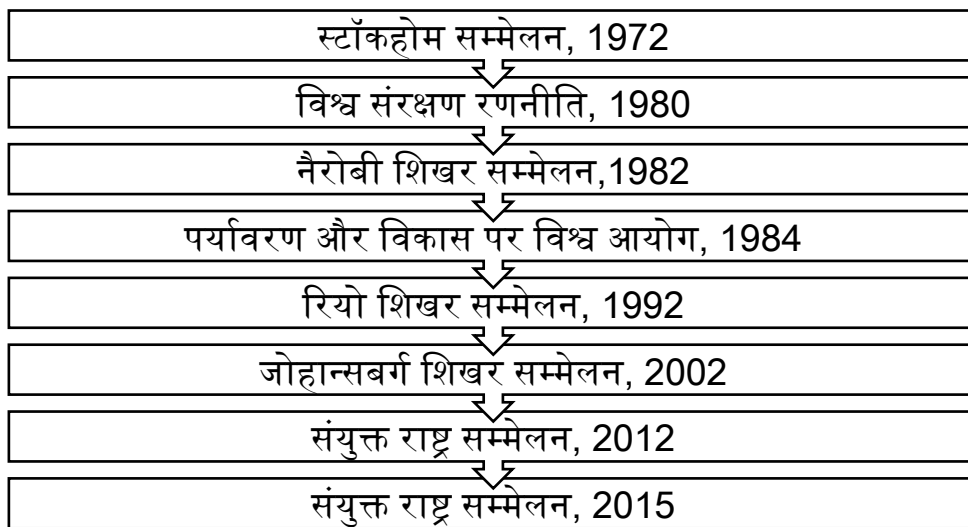 स्टॉकहोम सम्मेलन, 1972
विश्व संरक्षण रणनीति, 1980
नैरोबी शिखर सम्मेलन,1982
पर्यावरण और विकास पर विश्व आयोग, 1984
रियो शिखर सम्मेलन, 1992
जोहान्सबर्ग शिखर सम्मेलन, 2002
संयुक्त राष्ट्र सम्मेलन, 2012
संयुक्त राष्ट्र सम्मेलन, 2015